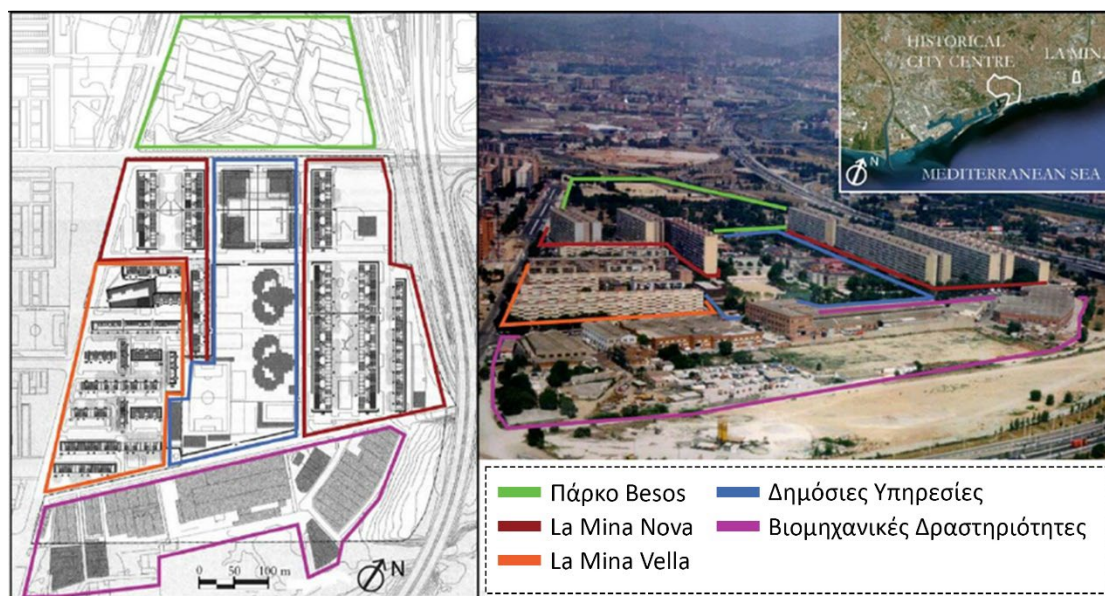 HISTORICAL
CITY CENTRE
LA MINA
N
MEDITERRANEAN SEA
Πάρκο Besos
La Mina Nova
La Mina Vella
Δημόσιες Υπηρεσίες
Βιομηχανικές Δραστηριότητες
N
0 50 100 m